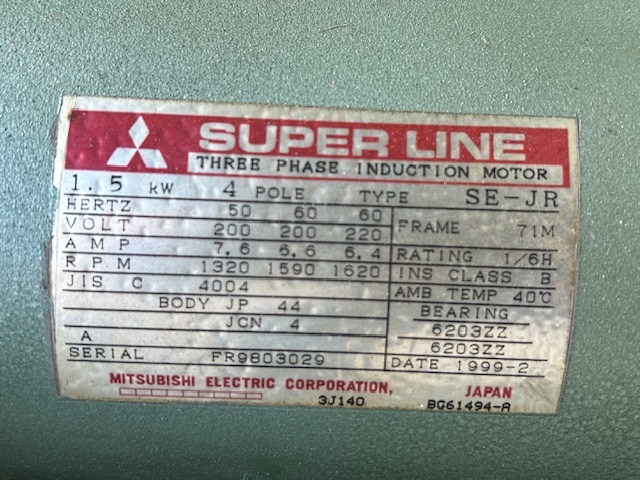 SUPER LINE
THREE PHASE INDUCTION MOTOR
1.5 kW 4 POLE TYPE SE-JR
HERTZ 50 60 60
VOLT 200 200 220
FRAME 71M
AMP 7.6 6.6 6.4
RATING 1/6H
RPM 1320 1590 1620
INS CLASS B
JIS C 4004
AMB TEMP 40℃
BODY JP 44
BEARING
JCN 4
6203ZZ
A
6203ZZ
SERIAL FR9803029
DATE 1999-2
MITSUBISHI ELECTRIC CORPORATION, JAPAN
3J140 BG61494-A